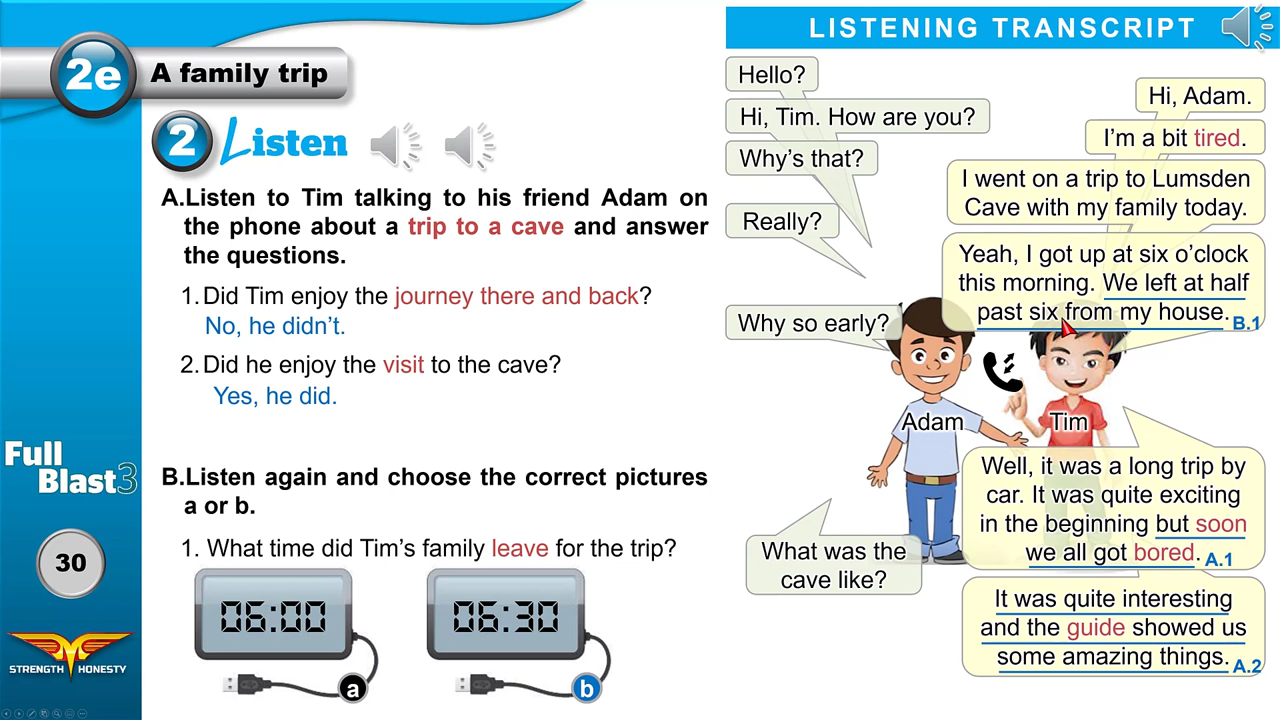 2e
A family trip
2 Listen
A.Listen to Tim talking to his friend Adam on
the phone about a trip to a cave and answer
the questions.
1. Did Tim enjoy the journey there and back?
No, he didn't.
2. Did he enjoy the visit to the cave?
Yes, he did.
B.Listen again and choose the correct pictures
a or b.
1. What time did Tim's family leave for the trip?
06:00
a
06:30
b
Full
Blast3
30
STRENGTH HONESTY
LISTENING TRANSCRIPT
Hello?
Hi, Adam.
Hi, Tim. How are you?
I'm a bit tired.
Why's that?
I went on a trip to Lumsden
Cave with my family today.
Really?
Yeah, I got up at six o'clock
this morning. We left at half
past six from my house. B.1
Why so early?
Adam
Tim
Well, it was a long trip by
car. It was quite exciting
in the beginning but soon
we all got bored. A.1
What was the
cave like?
It was quite interesting
and the guide showed us
some amazing things. A.2